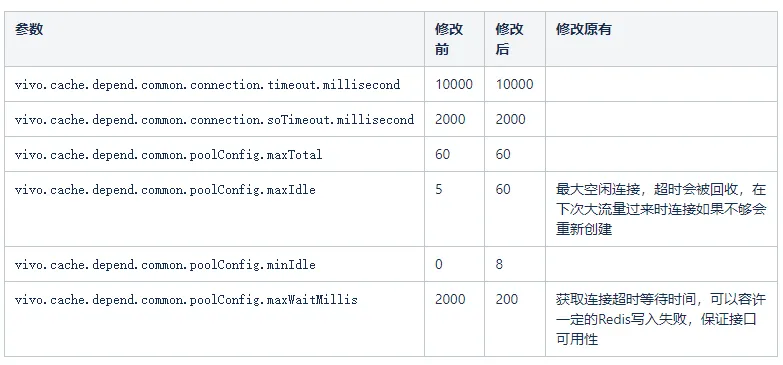 参数 修改前 修改后 修改原有
vivo.cache.depend.common.connection.timeout.millisecond 10000 10000
vivo.cache.depend.common.connection.soTimeout.millisecond 2000 2000
vivo.cache.depend.common.poolConfig.maxTotal 60 60
vivo.cache.depend.common.poolConfig.maxIdle 5 60 最大空闲连接，超时会被回收，在
下次大流量过来时连接如果不够会
重新创建
vivo.cache.depend.common.poolConfig.minIdle 0 8
vivo.cache.depend.common.poolConfig.maxWaitMillis 2000 200 获取连接超时等待时间，可以容许
一定的Redis写入失败，保证接口
可用性